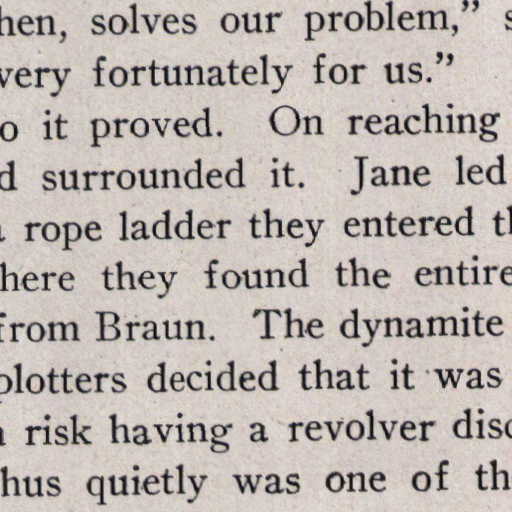 hen, solves our problem,” s
very fortunately for us.”
o it proved. On reaching
d surrounded it. Jane led
rope ladder they entered th
here they found the entire
from Braun. The dynamite
plotters decided that it was
risk having a revolver disc
hus quietly was one of the